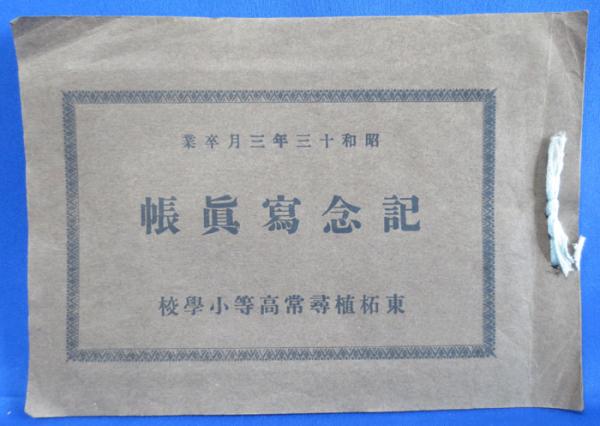 昭和十三年三月卒業
記念寫眞帳
東柘植尋常高等小學校